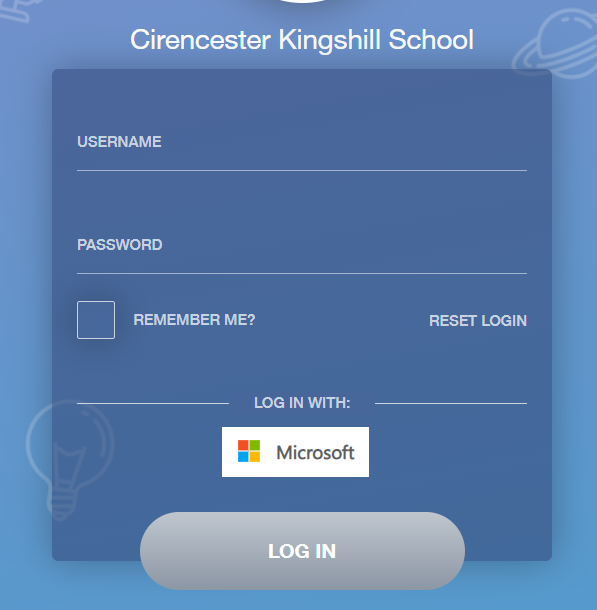 Cirencester Kingshill School
USERNAME
PASSWORD
REMEMBER ME?
RESET LOGIN
LOG IN WITH:
Microsoft
LOG IN